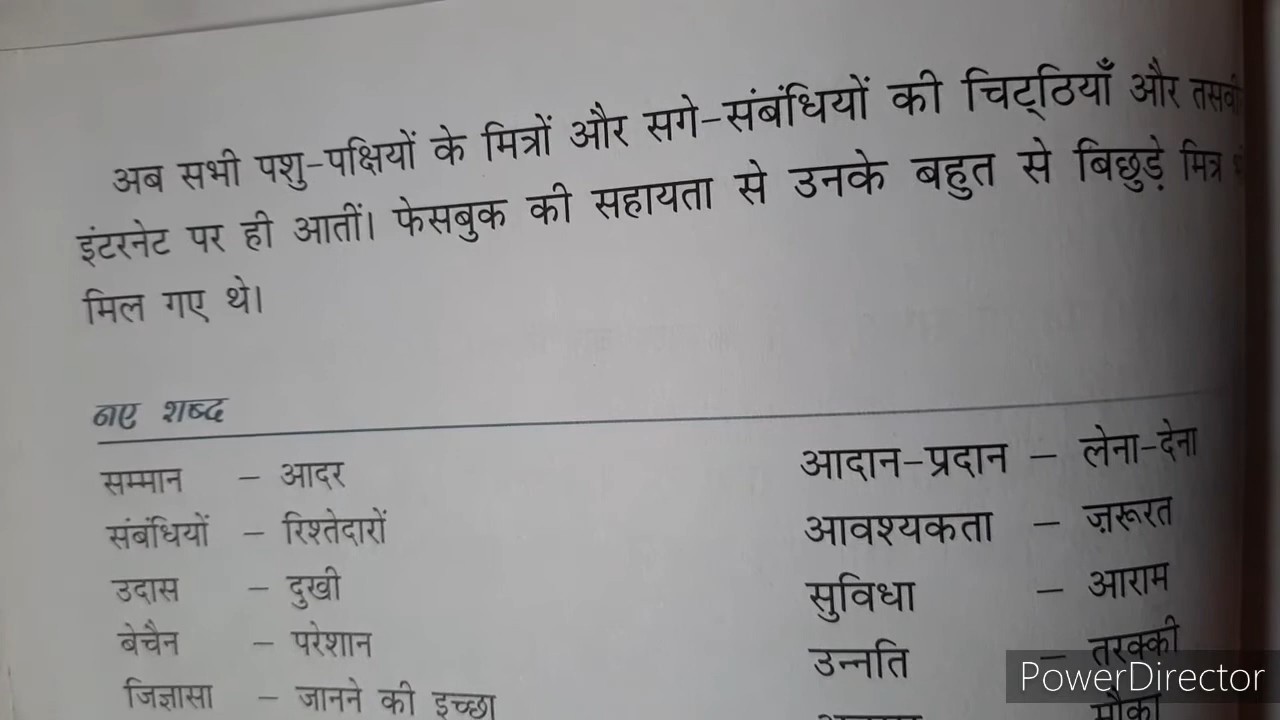 अब सभी पशु-पक्षियों के मित्रों और सगे-संबंधियों की चिट्ठियाँ और
इंटरनेट पर ही आतीं। फेसबुक की सहायता से उनके बहुत से बिछुड़े मित्र
मिल गए थे।
नए शब्द
सम्मान – आदर
संबंधियों – रिश्तेदारों
उदास – दुखी
बेचैन – परेशान
जिज्ञासा – जानने की इच्छा
आदान-प्रदान – लेना-देना
आवश्यकता – ज़रूरत
सुविधा – आराम
उन्नति – तरक्की
मौका
PowerDirector